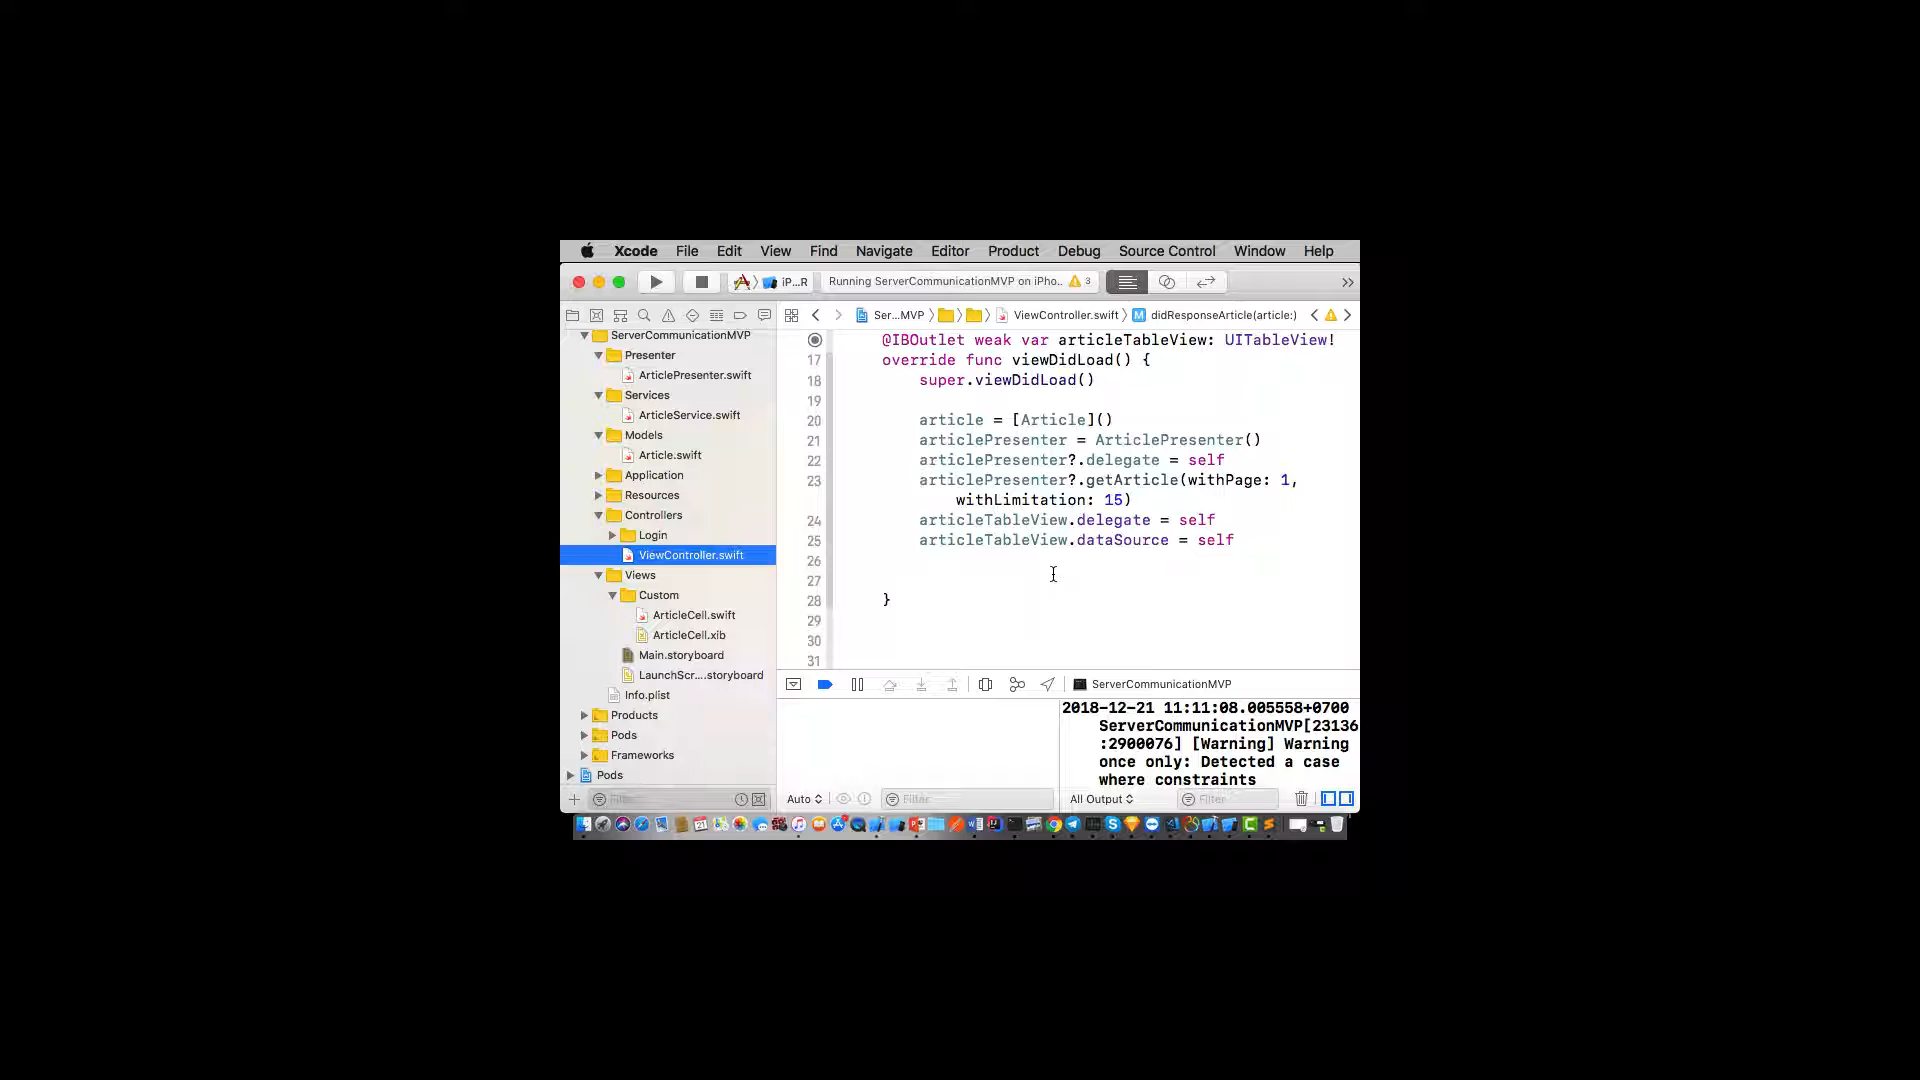 Xcode File Edit View Find Navigate Editor Product Debug Source Control Window Help
iP...R Running ServerCommunicationMVP on iPho.. 3
Ser...MVP ViewController.swift M didResponseArticle(article:)
ServerCommunicationMVP
Presenter
ArticlePresenter.swift
Services
ArticleService.swift
Models
Article.swift
Application
Resources
Controllers
Login
ViewController.swift
Views
Custom
ArticleCell.swift
ArticleCell.xib
Main.storyboard
LaunchScr....storyboard
Info.plist
Products
Pods
Frameworks
Pods
Filter
@IBOutlet weak var articleTableView: UITableView!
17 override func viewDidLoad() {
18 super.viewDidLoad()
19
20 article = [Article]()
21 articlePresenter = ArticlePresenter()
22 articlePresenter?.delegate = self
23 articlePresenter?.getArticle(withPage: 1,
withLimitation: 15)
24 articleTableView.delegate = self
25 articleTableView.dataSource = self
26
27
28 }
29
30
31
ServerCommunicationMVP
2018-12-21 11:11:08.005558+0700
ServerCommunicationMVP[23136
:2900076] [Warning] Warning
once only: Detected a case
where constraints
Auto Filter All Output Filter